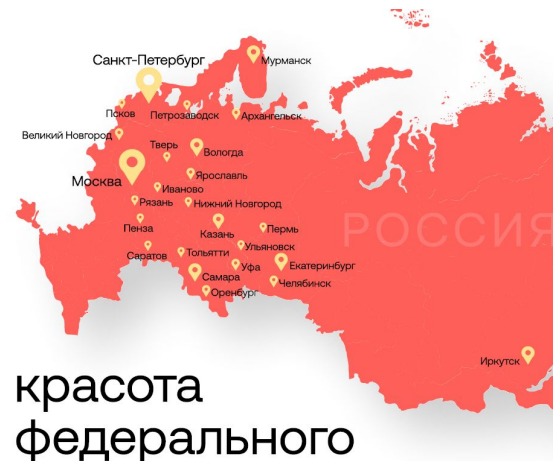 Санкт-Петербург
Мурманск
Псков
Петрозаводск
Архангельск
Великий Новгород
Тверь
Вологда
Москва
Ярославль
Иваново
Рязань
Нижний Новгород
Пенза
Казань
Пермь
РОССИЯ
Саратов
Тольятти
Ульяновск
Самара
Уфа
Екатеринбург
Оренбург
Челябинск
Иркутск
красота
федерального